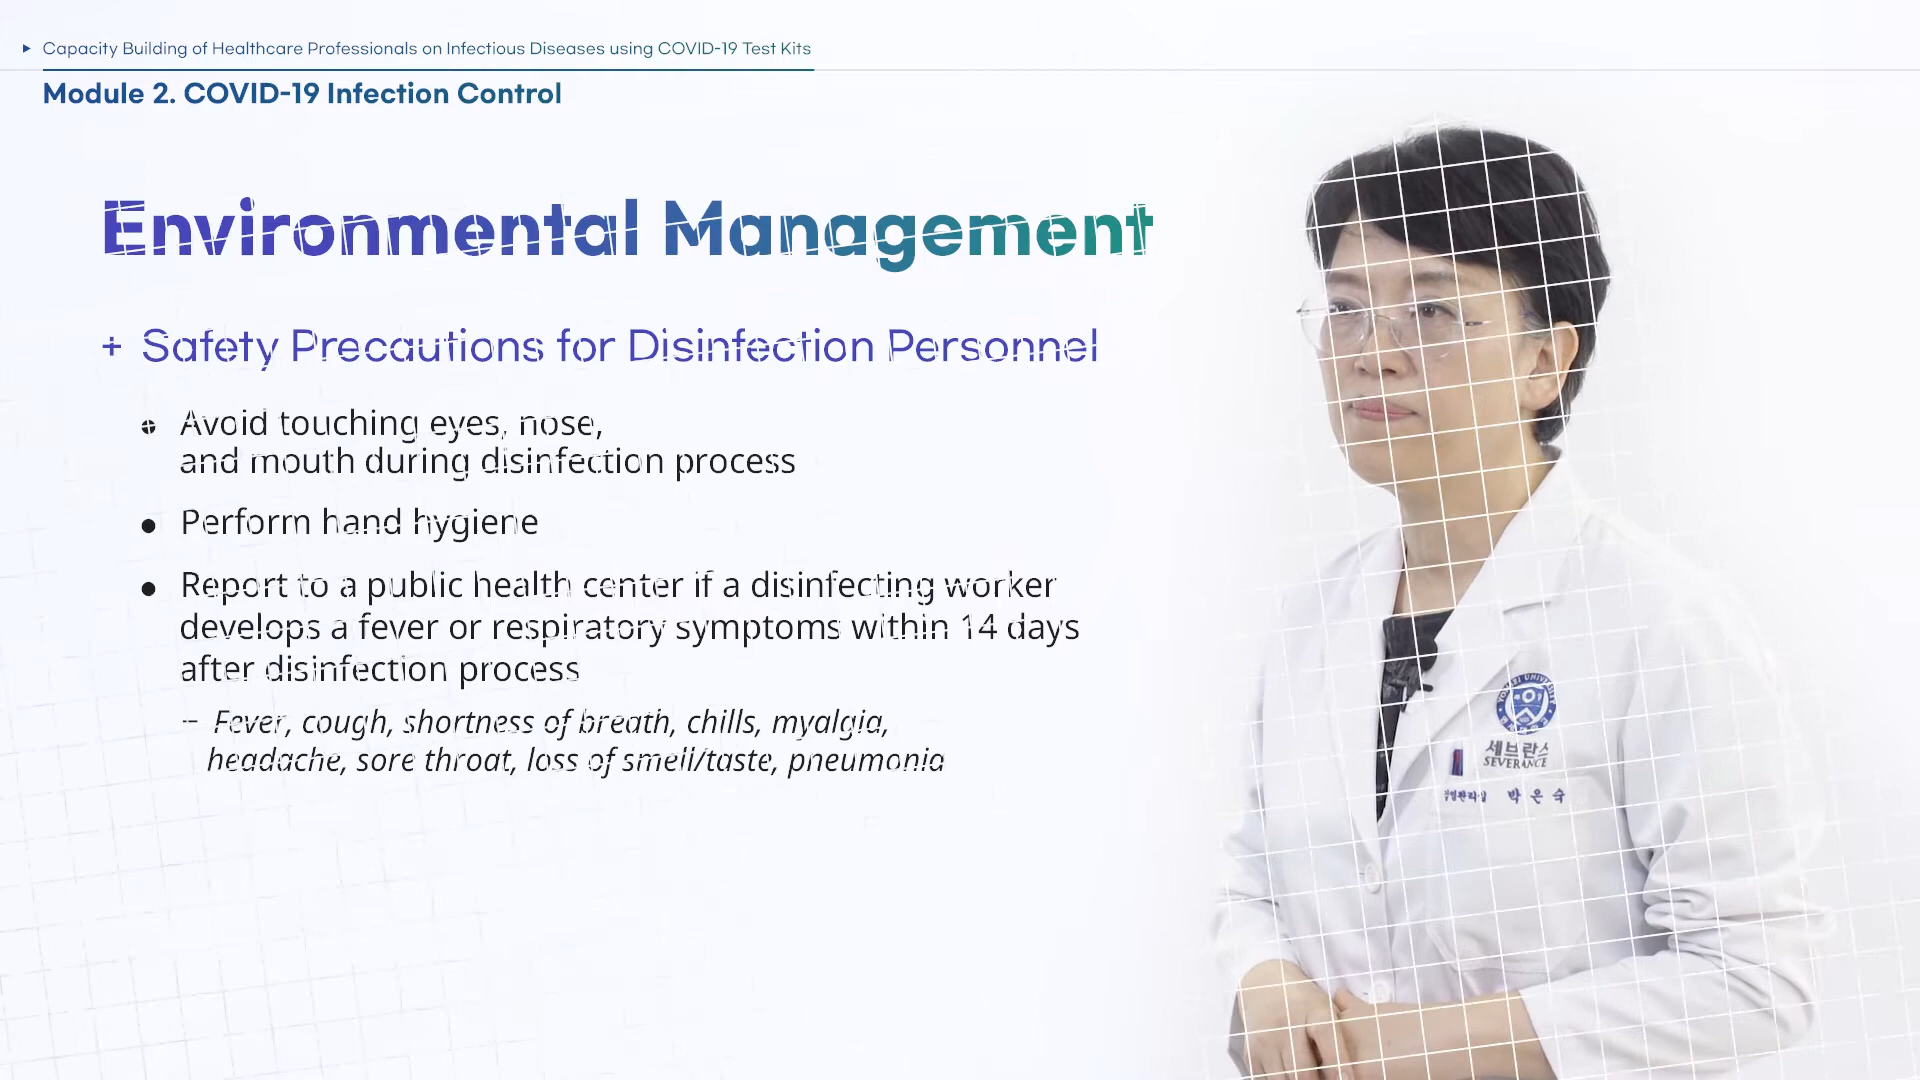 Capacity Building of Healthcare Professionals on Infectious Diseases using COVID-19 Test Kits
Module 2. COVID-19 Infection Control
Environmental Management
+ Safety Precautions for Disinfection Personnel
● Avoid touching eyes, nose,
and mouth during disinfection process
● Perform hand hygiene
● Report to a public health center if a disinfecting worker
develops a fever or respiratory symptoms within 14 days
after disinfection process
– Fever, cough, shortness of breath, chills, myalgia,
headache, sore throat, loss of smell/taste, pneumonia
세브란스
SEVERANCE
박은숙